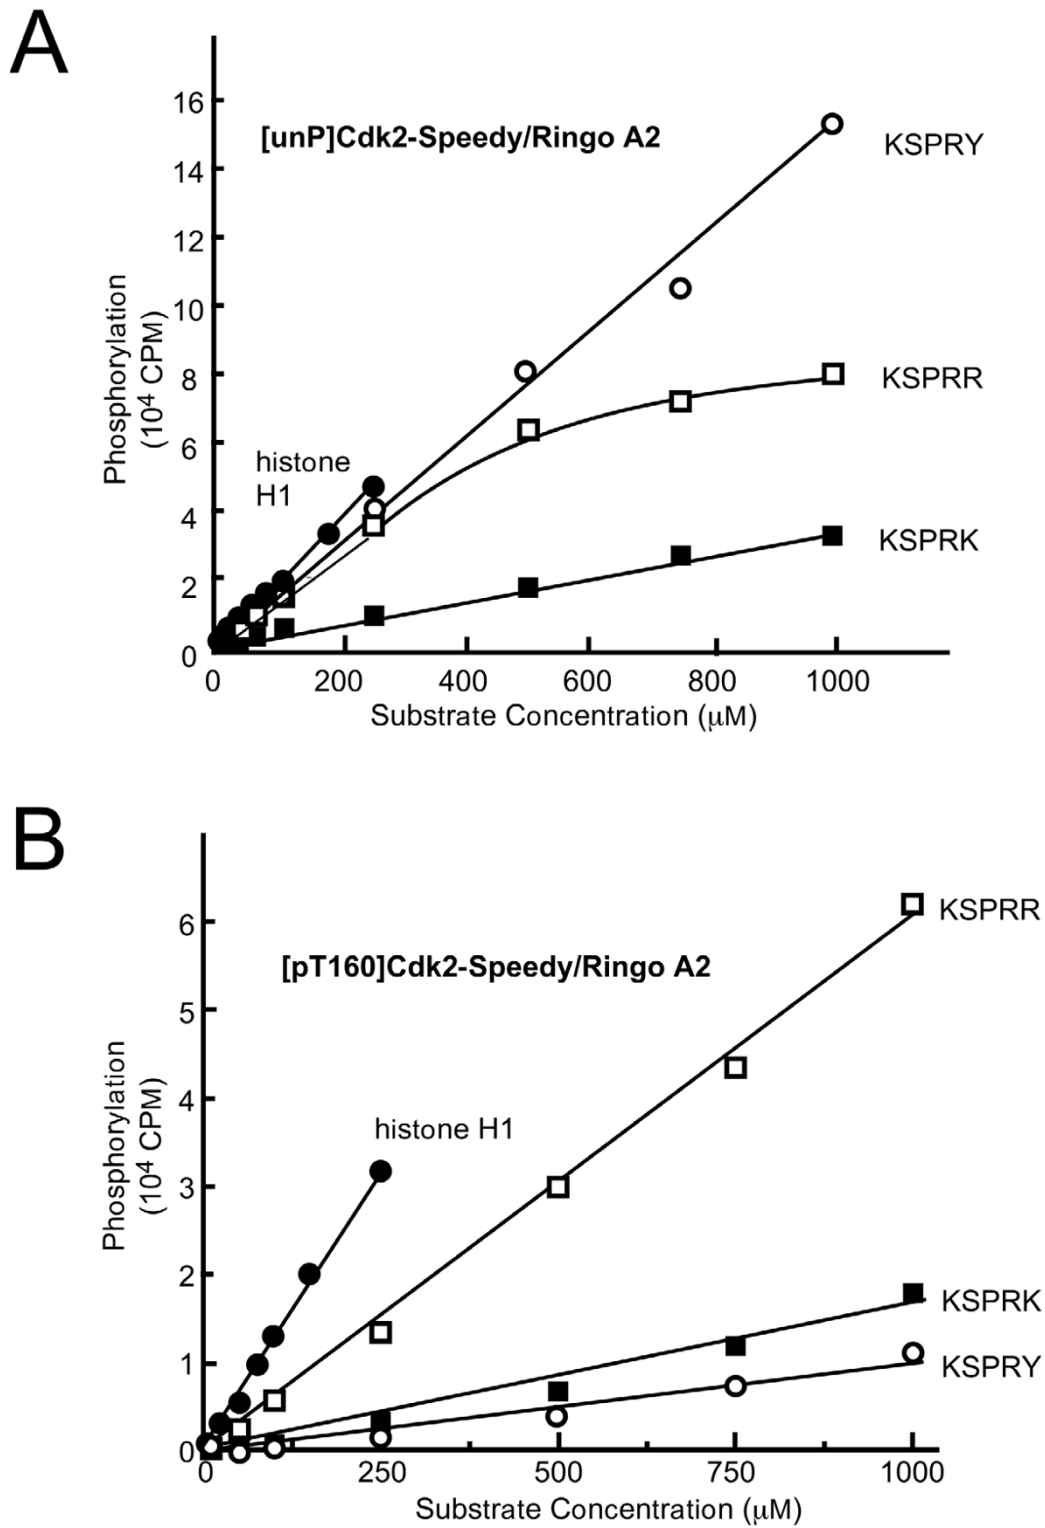 A
16
[unP]Cdk2-Speedy/Ringo A2
KSPRY
14
12
10
Phosphorylation
(10⁴ CPM)
8
KSPRR
6
histone
H1
4
KSPRK
2
0
0 200 400 600 800 1000
Substrate Concentration (μM)
B
6
KSPRR
[pT160]Cdk2-Speedy/Ringo A2
5
Phosphorylation
(10⁴ CPM)
4
histone H1
3
2
KSPRK
1
KSPRY
0
0 250 500 750 1000
Substrate Concentration (μM)